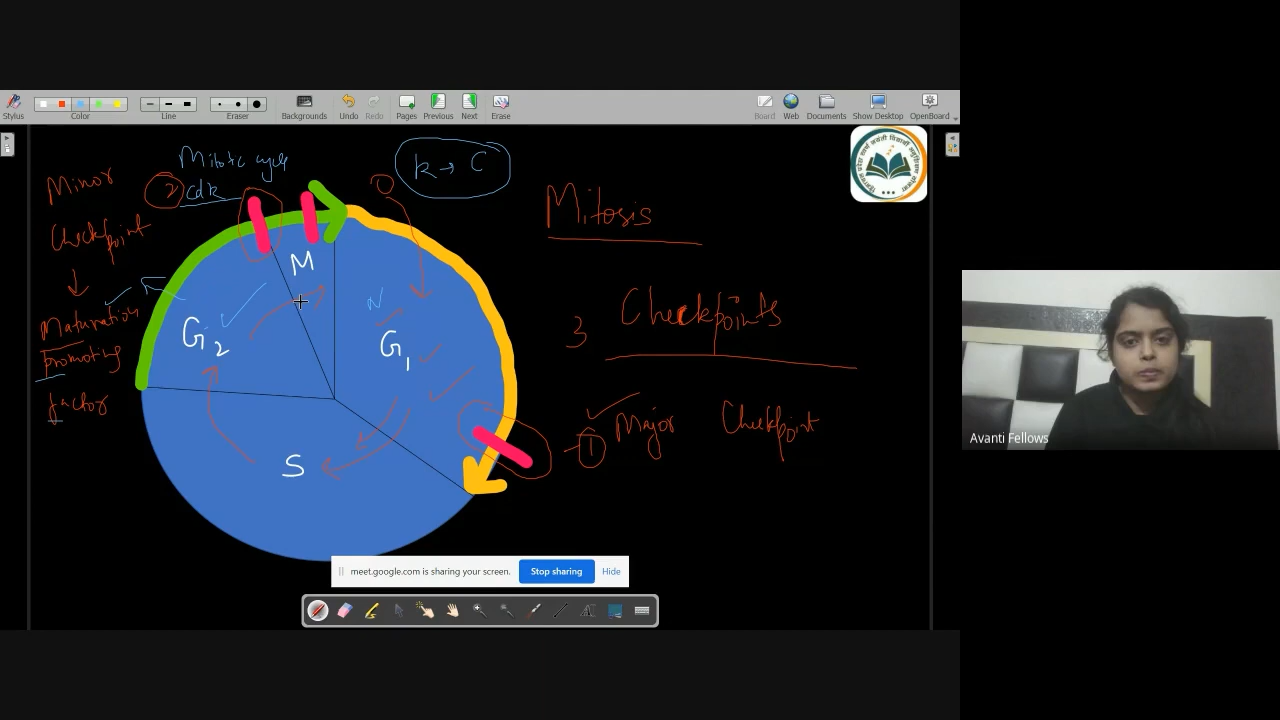 Stylus
Color
Line
Eraser
Backgrounds
Undo
Redo
Pages
Previous
Next
Erase
Board
Web
Documents
Show Desktop
OpenBoard
Mitotic cycle
② cdk
k → C
Minor
Checkpoint
↓
Maturation
promoting
factor
Mitosis
3 Checkpoints
① Major Checkpoint
M
G2
G1
S
Avanti Fellows
meet.google.com is sharing your screen.
Stop sharing
Hide